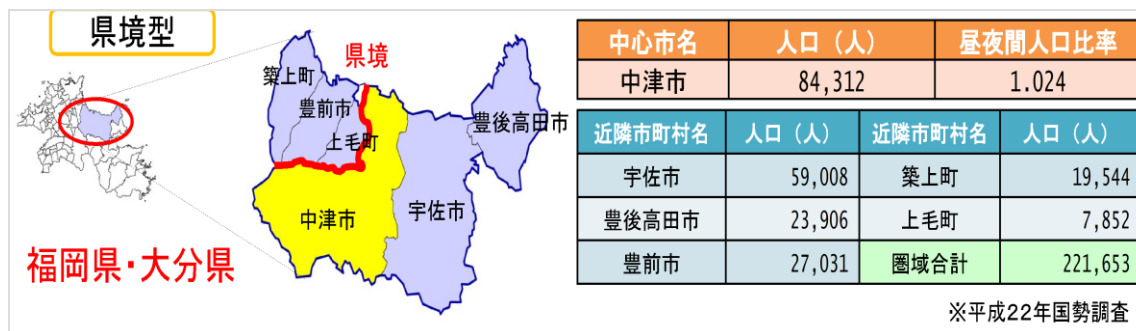 県境型
県境
築上町
豊前市
上毛町
豊後高田市
中津市
宇佐市
福岡県・大分県
中心市名 人口（人） 昼夜間人口比率
中津市 84,312 1.024
近隣市町村名 人口（人） 近隣市町村名 人口（人）
宇佐市 59,008 築上町 19,544
豊後高田市 23,906 上毛町 7,852
豊前市 27,031 圏域合計 221,653
※平成22年国勢調査